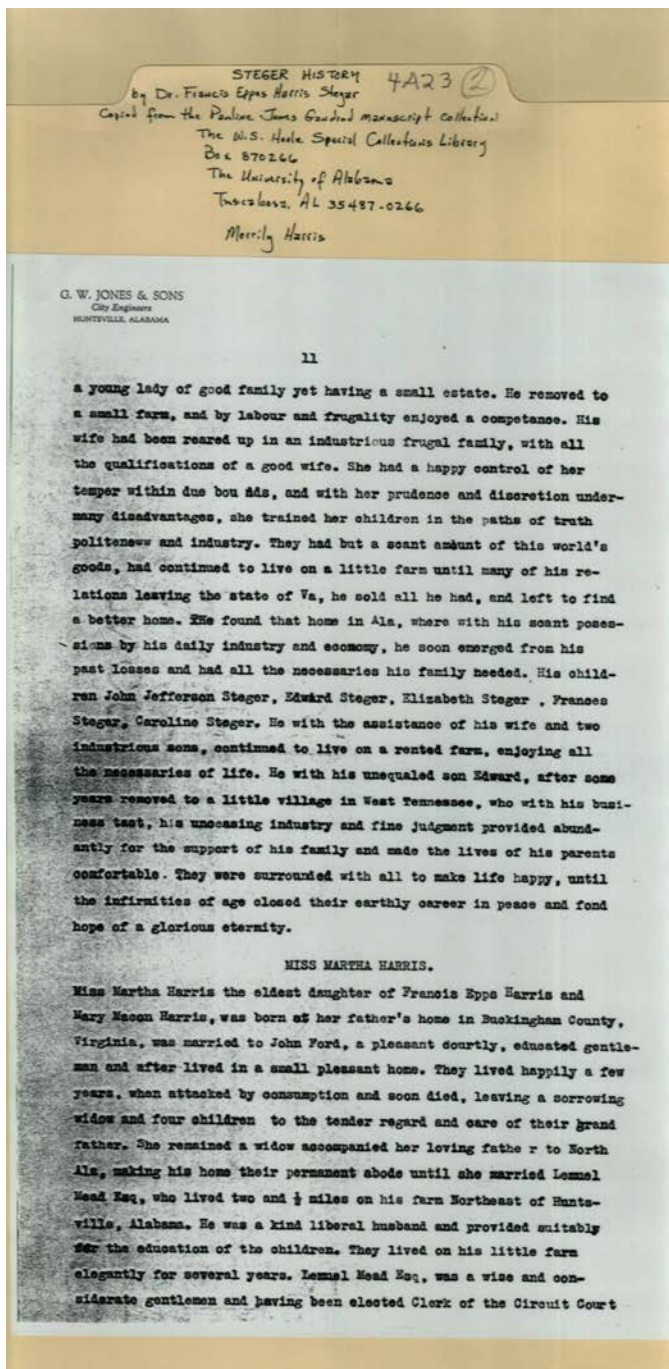 STEGER HISTORY 4A23 (2)
by Dr. Francis Eppes Harris Steger
Copied from the Pauline Jones Gandrud manuscript collection
The W.S. Hoole Special Collections Library
Box 870266
The University of Alabama
Tuscaloosa, AL 35487-0266
Merrily Harris
G. W. JONES & SONS
City Engineers
HUNTSVILLE, ALABAMA
11
a young lady of good family yet having a small estate. He removed to
a small farm, and by labour and frugality enjoyed a competance. His
wife had been reared up in an industrious frugal family, with all
the qualifications of a good wife. She had a happy control of her
temper within due bou dds, and with her prudence and discretion under-
many disadvantages, she trained her children in the paths of truth
politeneww and industry. They had but a scant amount of this world's
goods, had continued to live on a little farm until many of his re-
lations leaving the state of Va, he sold all he had, and left to find
a better home. He found that home in Ala, where with his scant poses-
sions by his daily industry and economy, he soon emerged from his
past losses and had all the necessaries his family needed. His child-
ren John Jefferson Steger, Edward Steger, Elizabeth Steger , Frances
Steger, Caroline Steger. He with the assistance of his wife and two
industrious sons, continued to live on a rented farm, enjoying all
the necessaries of life. He with his unequaled son Edward, after some
years removed to a little village in West Tennessee, who with his busi-
ness tact, his unceasing industry and fine judgment provided abund-
antly for the support of his family and made the lives of his parents
comfortable. They were surrounded with all to make life happy, until
the infirmities of age closed their earthly career in peace and fond
hope of a glorious eternity.
MISS MARTHA HARRIS.
Miss Martha Harris the eldest daughter of Francis Epps Harris and
Mary Macon Harris, was born at her father's home in Buckingham County,
Virginia, was married to John Ford, a pleasant courtly, educated gentle-
man and after lived in a small pleasant home. They lived happily a few
years, when attacked by consumption and soon died, leaving a sorrowing
widow and four children to the tender regard and care of their grand
father. She remained a widow accompanied her loving fathe r to North
Ala, making his home their permanent abode until she married Lemuel
Mead Esq, who lived two and ½ miles on his farm Northeast of Hunts-
ville, Alabama. He was a kind liberal husband and provided suitably
for the education of the children. They lived on his little farm
elegantly for several years. Lemuel Mead Esq, was a wise and con-
siderate gentlemen and having been elected Clerk of the Circuit Court